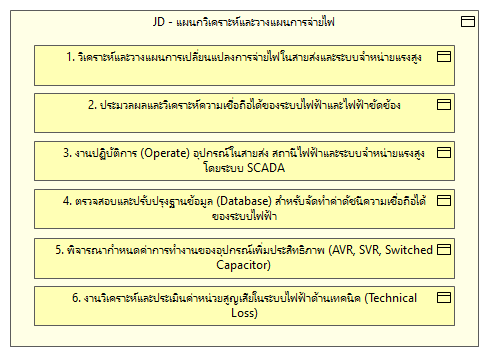 JD - แผนกวิเคราะห์และวางแผนการจ่ายไฟ
1. วิเคราะห์และวางแผนการเปลี่ยนแปลงการจ่ายไฟในสายส่งและระบบจำหน่ายแรงสูง
2. ประมวลผลและวิเคราะห์ความเชื่อถือได้ของระบบไฟฟ้าและไฟฟ้าขัดข้อง
3. งานปฏิบัติการ (Operate) อุปกรณ์ในสายส่ง สถานีไฟฟ้าและระบบจำหน่ายแรงสูง
โดยระบบ SCADA
4. ตรวจสอบและปรับปรุงฐานข้อมูล (Database) สำหรับจัดทำค่าดัชนีความเชื่อถือได้
ของระบบไฟฟ้า
5. พิจารณากำหนดค่าการทำงานของอุปกรณ์เพิ่มประสิทธิภาพ (AVR, SVR, Switched
Capacitor)
6. งานวิเคราะห์และประเมินค่าหน่วยสูญเสียในระบบไฟฟ้าด้านเทคนิค (Technical
Loss)